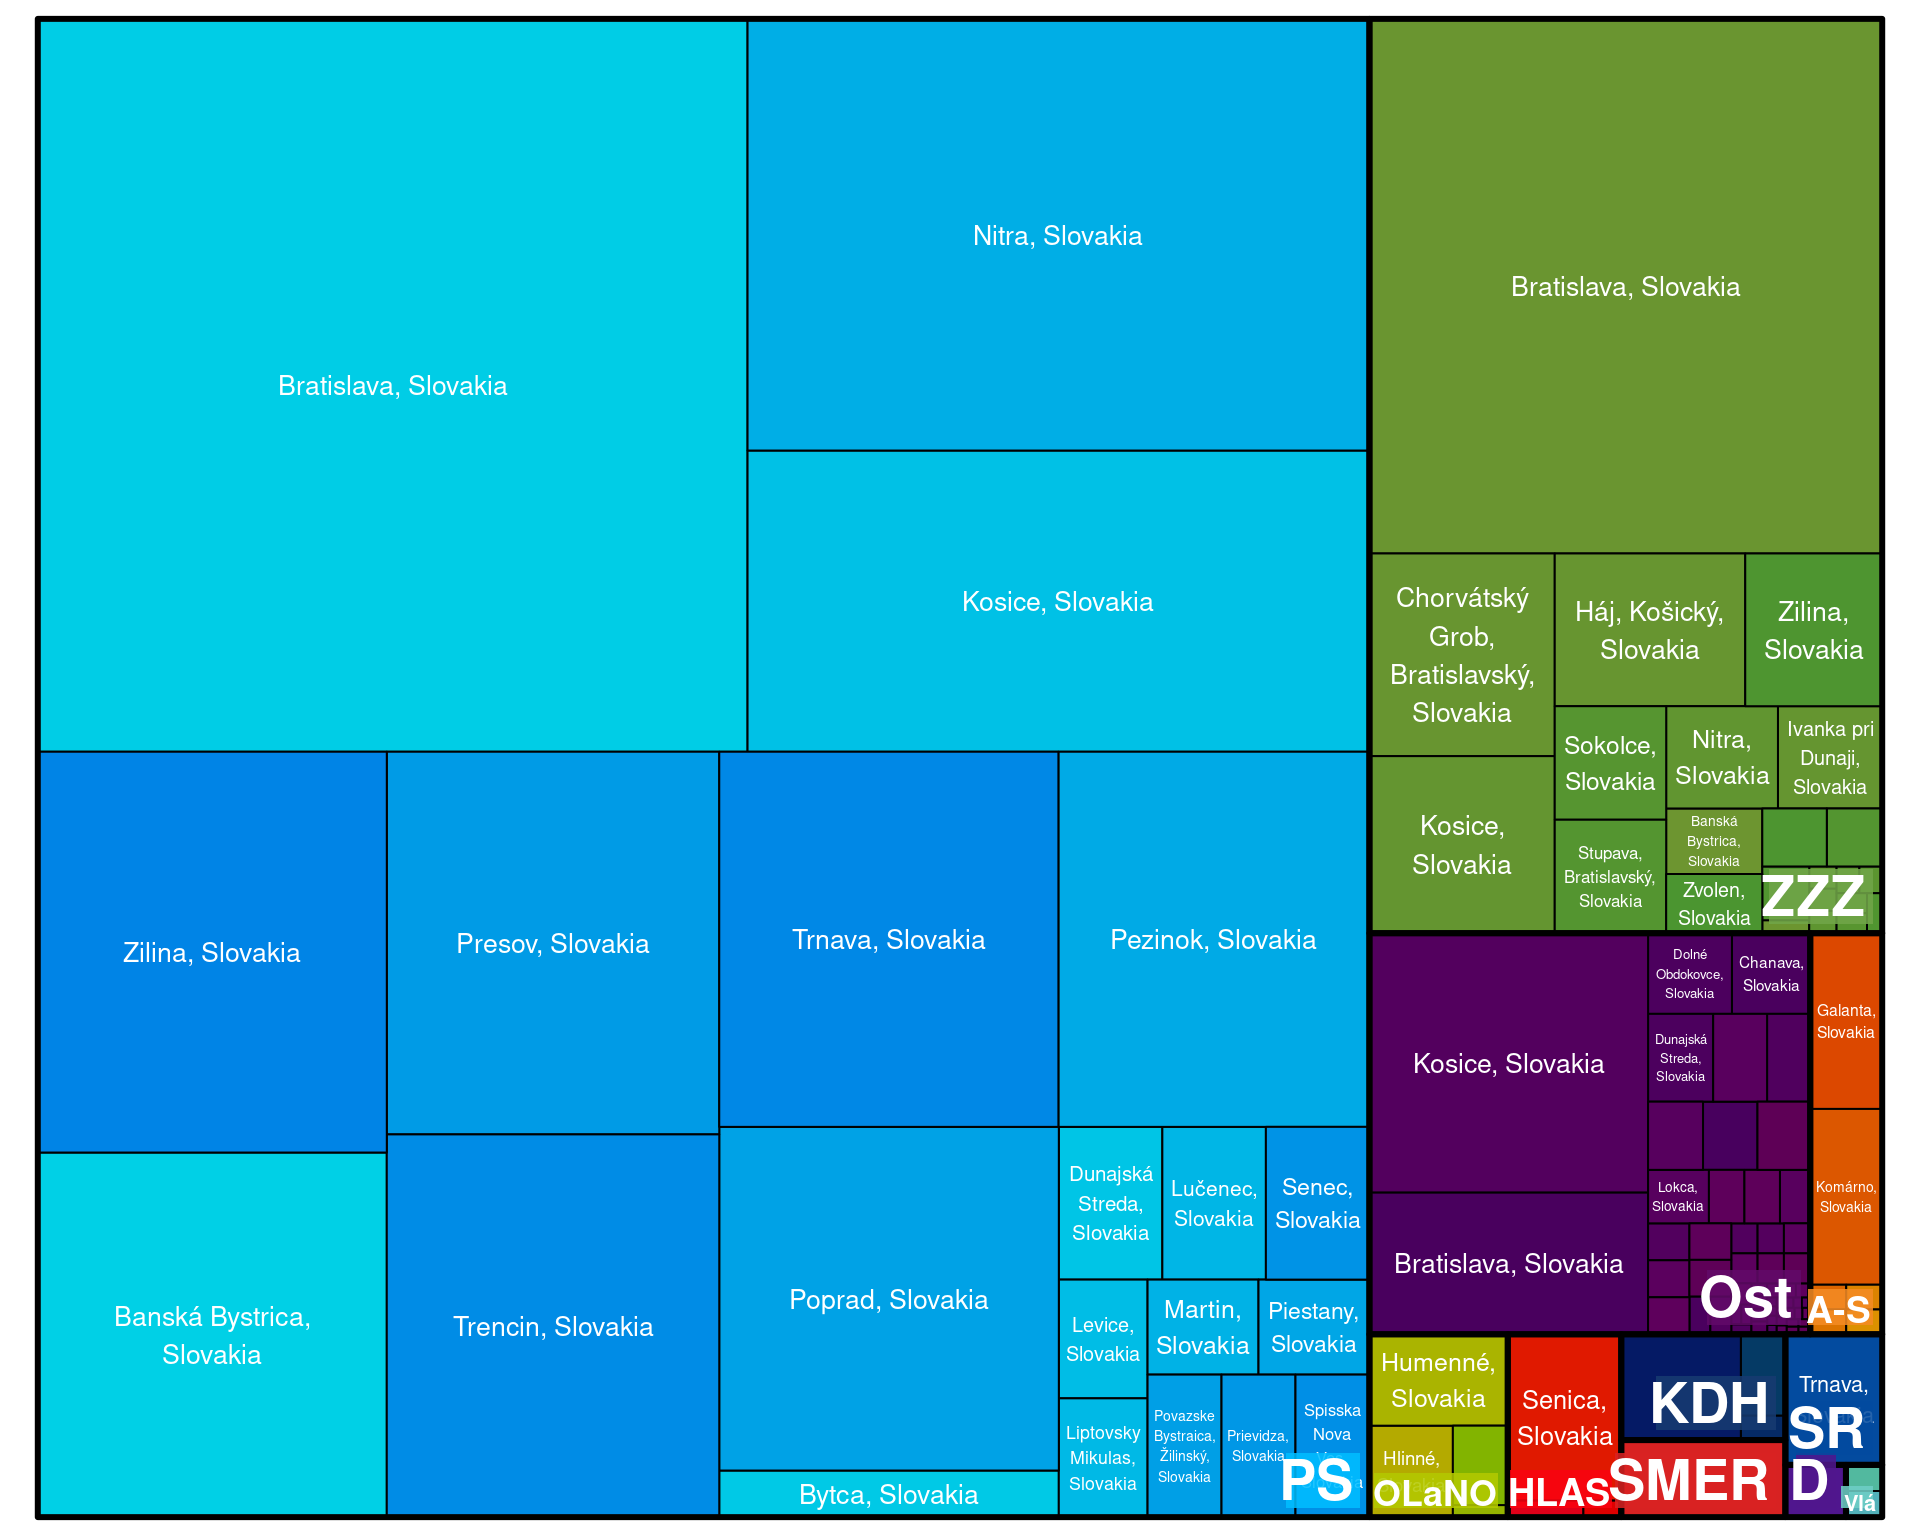 Bratislava, Slovakia
Nitra, Slovakia
Kosice, Slovakia
Zilina, Slovakia
Presov, Slovakia
Trnava, Slovakia
Pezinok, Slovakia
Banská Bystrica,
Slovakia
Trencin, Slovakia
Poprad, Slovakia
Bytca, Slovakia
Dunajská
Streda,
Slovakia
Lučenec,
Slovakia
Senec,
Slovakia
Levice,
Slovakia
Martin,
Slovakia
Piestany,
Slovakia
Liptovsky
Mikulas,
Slovakia
Povazske
Bystraica,
Žilinský,
Slovakia
Prievidza,
Slovakia
Spisska
Nova
PS
Bratislava, Slovakia
Chorvátský
Grob,
Bratislavský,
Slovakia
Háj, Košický,
Slovakia
Zilina,
Slovakia
Kosice,
Slovakia
Sokolce,
Slovakia
Nitra,
Slovakia
Ivanka pri
Dunaji,
Slovakia
Stupava,
Bratislavský,
Slovakia
Banská
Bystrica,
Slovakia
Zvolen,
Slovakia
ZZZ
Kosice, Slovakia
Bratislava, Slovakia
Dolné
Obdokovce,
Slovakia
Chanava,
Slovakia
Dunajská
Streda,
Slovakia
Lokca,
Slovakia
Ost
Galanta,
Slovakia
Komárno,
Slovakia
A-S
Humenné,
Slovakia
Hlinné,
OLaNO
Senica,
Slovakia
HLAS
KDH
SMER
Trnava,
SR
D
Vlá